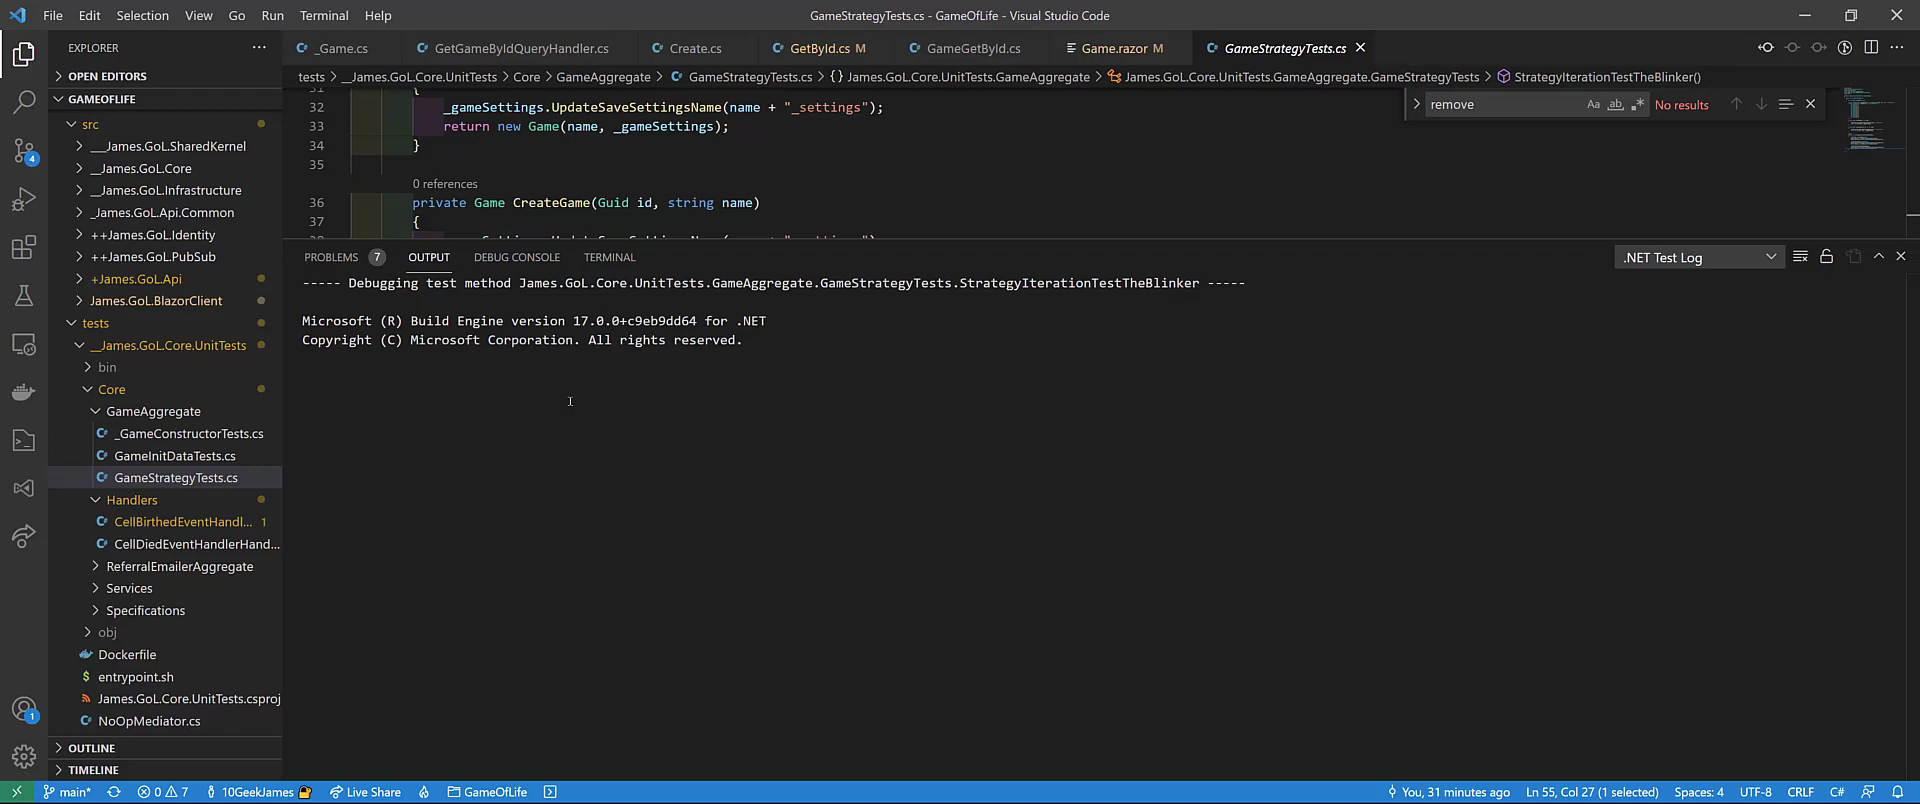 File Edit Selection View Go Run Terminal Help GameStrategyTests.cs - GameOfLife - Visual Studio Code
EXPLORER
_Game.cs GetGameByIdQueryHandler.cs Create.cs GetById.cs M GameGetById.cs Game.razor M GameStrategyTests.cs
tests > __James.GoL.Core.UnitTests > Core > GameAggregate > GameStrategyTests.cs > {} James.GoL.Core.UnitTests.GameAggregate > James.GoL.Core.UnitTests.GameAggregate.GameStrategyTests > StrategyIterationTestTheBlinker()
OPEN EDITORS
GAMEOFLIFE
src
___James.GoL.SharedKernel
__James.GoL.Core
__James.GoL.Infrastructure
_James.GoL.Api.Common
++James.GoL.Identity
++James.GoL.PubSub
+James.GoL.Api
James.GoL.BlazorClient
tests
__James.GoL.Core.UnitTests
bin
Core
GameAggregate
_GameConstructorTests.cs
GameInitDataTests.cs
GameStrategyTests.cs
Handlers
CellBirthedEventHandl... 1
CellDiedEventHandlerHand...
ReferralEmailerAggregate
Services
Specifications
obj
Dockerfile
entrypoint.sh
James.GoL.Core.UnitTests.csproj
NoOpMediator.cs
OUTLINE
TIMELINE
4
1
31 {
32 _gameSettings.UpdateSaveSettingsName(name + "_settings");
33 return new Game(name, _gameSettings);
34 }
35
0 references
36 private Game CreateGame(Guid id, string name)
37 {
remove Aa ab .* No results
PROBLEMS 7 OUTPUT DEBUG CONSOLE TERMINAL .NET Test Log
----- Debugging test method James.GoL.Core.UnitTests.GameAggregate.GameStrategyTests.StrategyIterationTestTheBlinker -----
Microsoft (R) Build Engine version 17.0.0+c9eb9dd64 for .NET
Copyright (C) Microsoft Corporation. All rights reserved.
main* 0 7 10GeekJames Live Share GameOfLife You, 31 minutes ago Ln 55, Col 27 (1 selected) Spaces: 4 UTF-8 CRLF C#